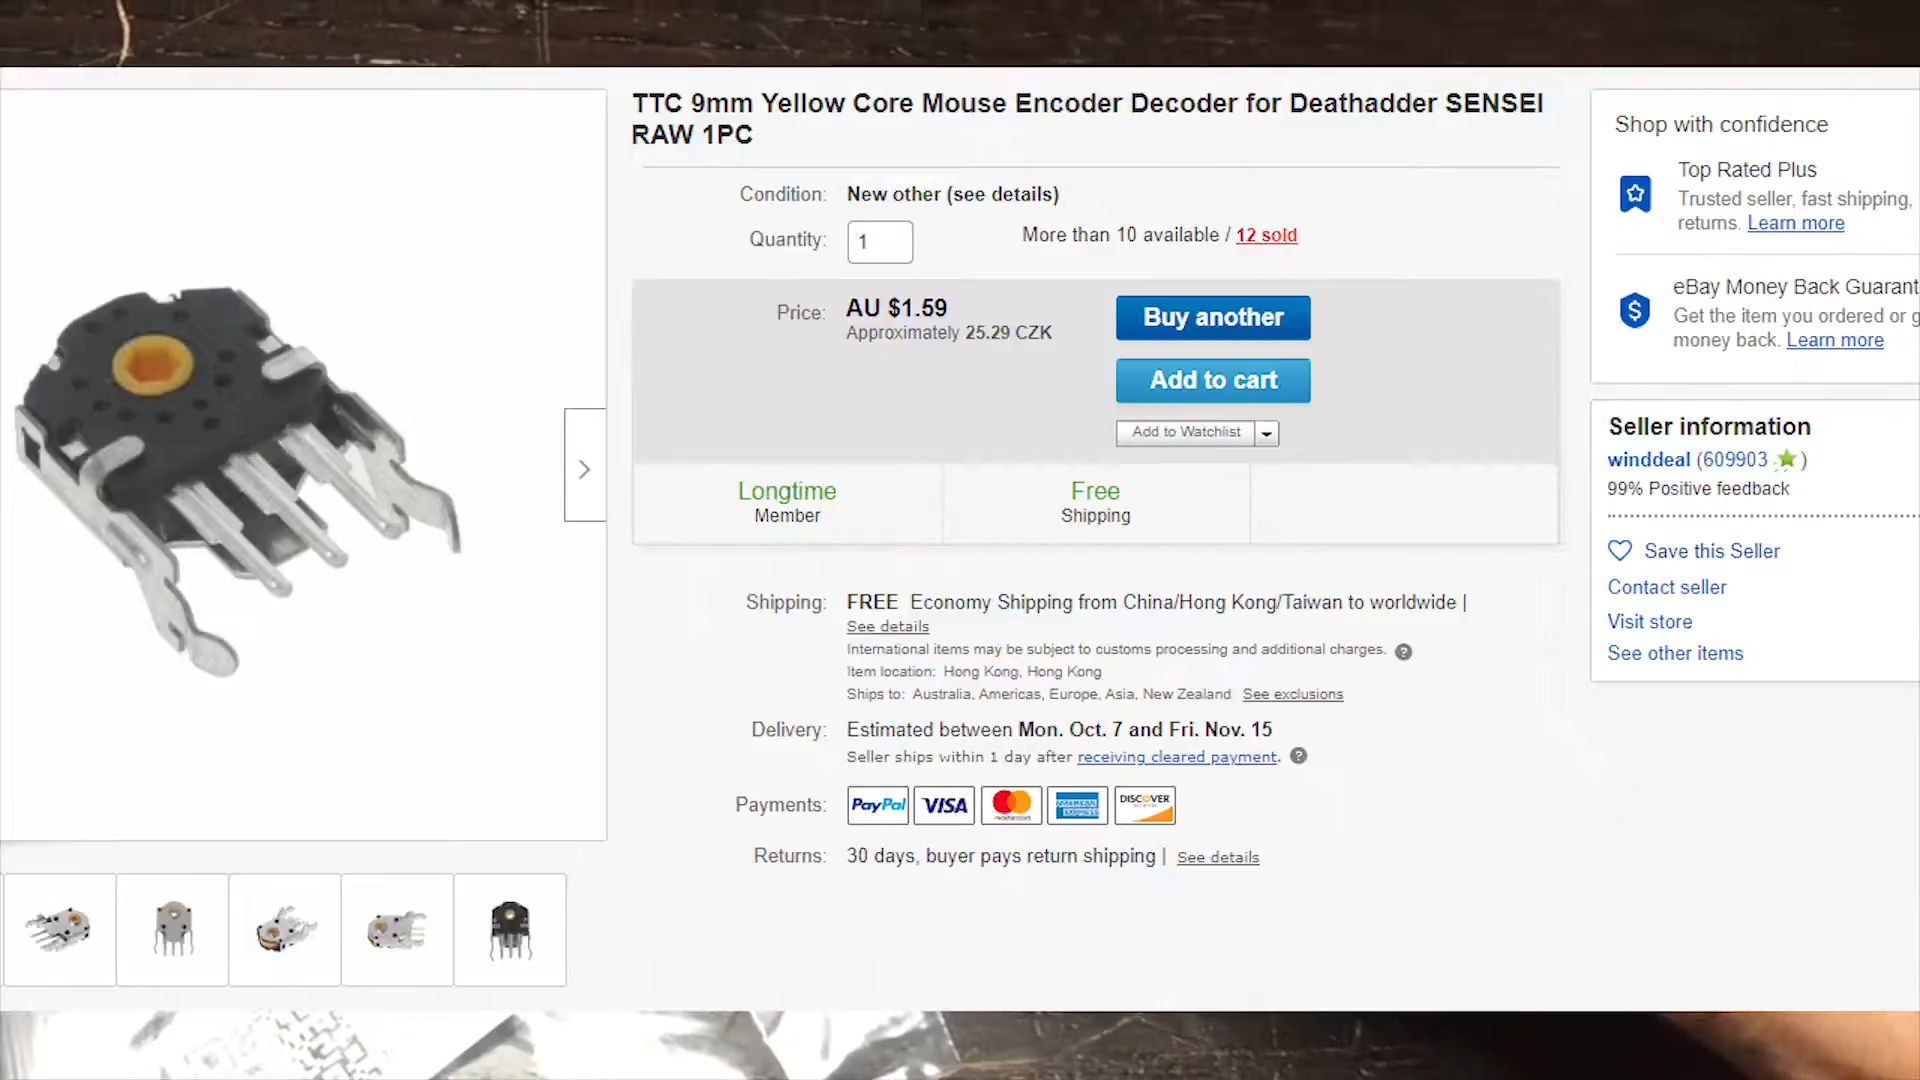 TTC 9mm Yellow Core Mouse Encoder Decoder for Deathadder SENSEI
RAW 1PC
Condition: New other (see details)
Quantity: 1
More than 10 available / 12 sold
Price: AU $1.59
Approximately 25.29 CZK
Buy another
Add to cart
Add to Watchlist
Longtime
Member
Free
Shipping
Shipping: FREE Economy Shipping from China/Hong Kong/Taiwan to worldwide |
See details
International items may be subject to customs processing and additional charges. ?
Item location: Hong Kong, Hong Kong
Ships to: Australia, Americas, Europe, Asia, New Zealand See exclusions
Delivery: Estimated between Mon. Oct. 7 and Fri. Nov. 15
Seller ships within 1 day after receiving cleared payment. ?
Payments: PayPal VISA mastercard AMERICAN EXPRESS DISCOVER
Returns: 30 days, buyer pays return shipping | See details
Shop with confidence
Top Rated Plus
Trusted seller, fast shipping,
returns. Learn more
$
eBay Money Back Guarant
Get the item you ordered or g
money back. Learn more
Seller information
winddeal (609903)
99% Positive feedback
Save this Seller
Contact seller
Visit store
See other items